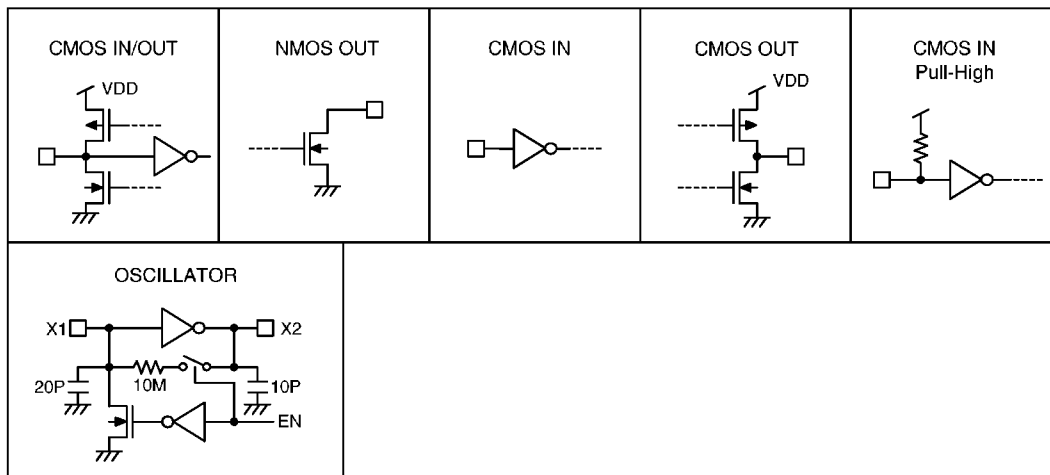 CMOS IN/OUT
VDD
NMOS OUT
CMOS IN
CMOS OUT
VDD
CMOS IN
Pull-High
OSCILLATOR
X1
X2
20P
10M
10P
EN